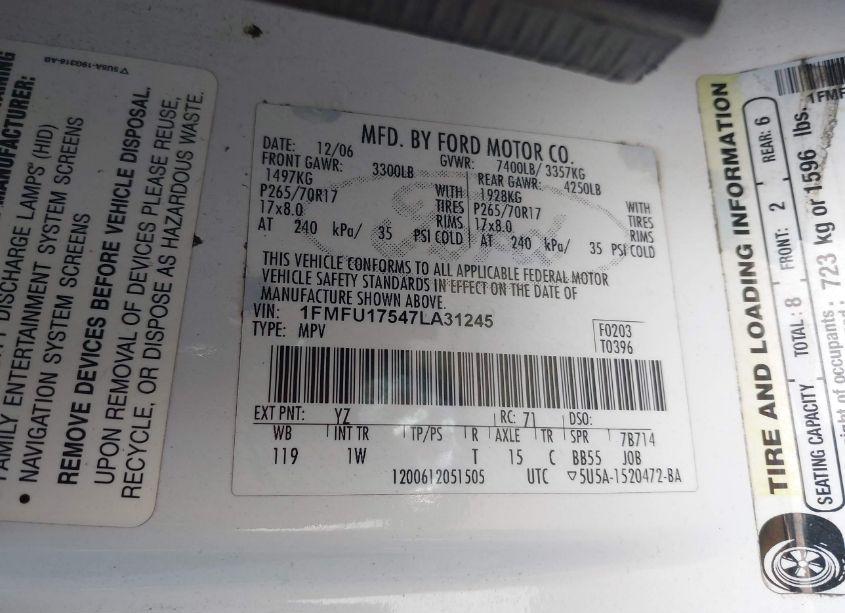 5U5A-19G316-AB
MANUFACTURER:
DISCHARGE LAMPS (HID)
FAMILY ENTERTAINMENT SYSTEM SCREENS
• NAVIGATION SYSTEM SCREENS
REMOVE DEVICES BEFORE VEHICLE DISPOSAL.
UPON REMOVAL OF DEVICES PLEASE REUSE,
RECYCLE, OR DISPOSE AS HAZARDOUS WASTE.
MFD. BY FORD MOTOR CO.
DATE: 12/06 GVWR: 7400LB/ 3357KG
FRONT GAWR: 3300LB REAR GAWR: 4250LB
1497KG WITH 1928KG WITH
P265/70R17 TIRES P265/70R17 TIRES
17x8.0 RIMS 17x8.0 RIMS
AT 240 kPa/ 35 PSI COLD AT 240 kPa/ 35 PSI COLD
THIS VEHICLE CONFORMS TO ALL APPLICABLE FEDERAL MOTOR
VEHICLE SAFETY STANDARDS IN EFFECT ON THE DATE OF
MANUFACTURE SHOWN ABOVE.
VIN: 1FMFU17547LA31245
TYPE: MPV
F0203
T0396
EXT PNT: YZ RC: 71 DSO:
WB INT TR TP/PS R AXLE TR SPR 7B714
119 1W T 15 C BB55 JOB
1200612051505 UTC ▽5U5A-1520472-BA
TIRE AND LOADING INFORMATION
SEATING CAPACITY TOTAL: 8 FRONT: 2 REAR: 6
of occupants: 723 kg or 1596 lbs.
1FMF